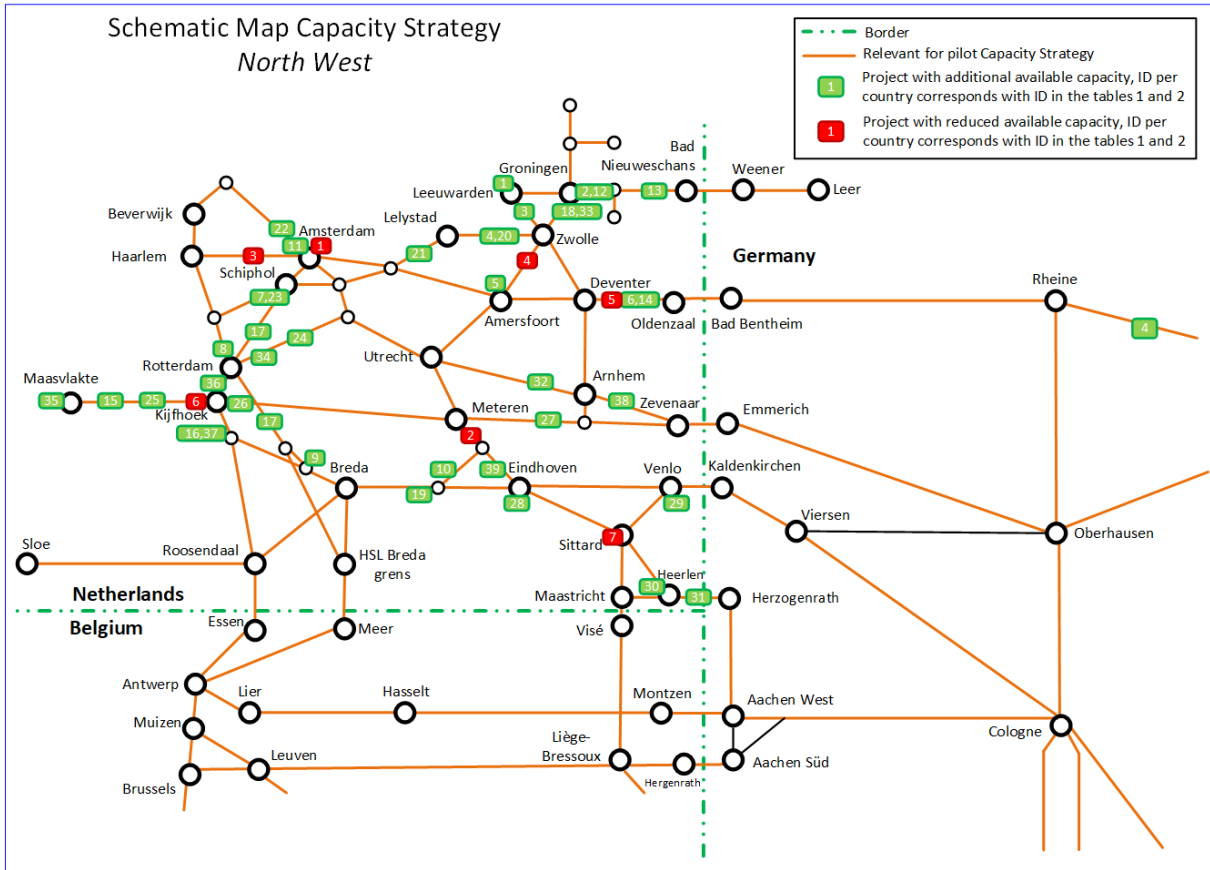 Schematic Map Capacity Strategy
North West
Border
Relevant for pilot Capacity Strategy
1
Project with additional available capacity, ID per
country corresponds with ID in the tables 1 and 2
1
Project with reduced available capacity, ID per
country corresponds with ID in the tables 1 and 2
Bad
Nieuweschans
Weener
Leer
Groningen
Leeuwarden
1
2,12
13
3
18,33
Beverwijk
Lelystad
22
Amsterdam
11
1
4,20
Zwolle
Haarlem
3
21
4
Germany
Schiphol
7,23
5
Deventer
5
6,14
Rheine
Amersfoort
Oldenzaal
Bad Bentheim
4
17
24
8
34
Rotterdam
Utrecht
36
32
Arnhem
38
Maasvlakte
35
15
25
6
26
Kijfhoek
17
Meteren
27
Zevenaar
Emmerich
16,37
2
9
10
39
Breda
19
Eindhoven
28
Venlo
29
Kaldenkirchen
Viersen
Oberhausen
Sloe
Roosendaal
HSL Breda
grens
7
Sittard
30
Heerlen
31
Maastricht
Herzogenrath
Netherlands
Belgium
Essen
Meer
Visé
Antwerp
Lier
Hasselt
Montzen
Aachen West
Muizen
Cologne
Leuven
Liège-
Bressoux
Brussels
Hergenrath
Aachen Süd